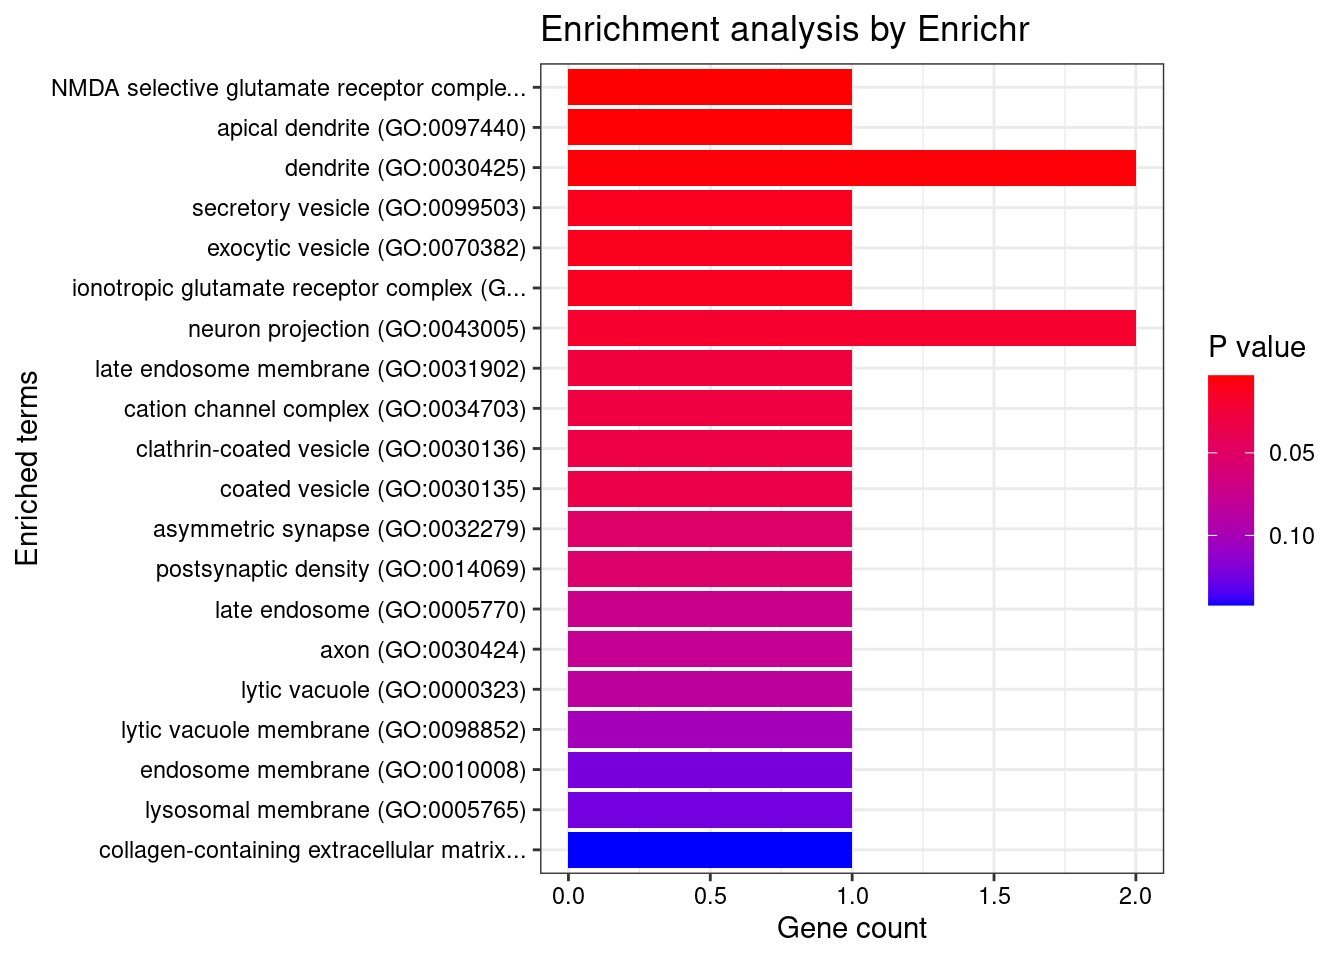 Enrichment analysis by Enrichr
NMDA selective glutamate receptor comple...
apical dendrite (GO:0097440)
dendrite (GO:0030425)
secretory vesicle (GO:0099503)
exocytic vesicle (GO:0070382)
ionotropic glutamate receptor complex (G...
neuron projection (GO:0043005)
late endosome membrane (GO:0031902)
cation channel complex (GO:0034703)
clathrin-coated vesicle (GO:0030136)
coated vesicle (GO:0030135)
asymmetric synapse (GO:0032279)
postsynaptic density (GO:0014069)
late endosome (GO:0005770)
axon (GO:0030424)
lytic vacuole (GO:0000323)
lytic vacuole membrane (GO:0098852)
endosome membrane (GO:0010008)
lysosomal membrane (GO:0005765)
collagen-containing extracellular matrix...
Enriched terms
0.0 0.5 1.0 1.5 2.0
Gene count
P value
0.05
0.10